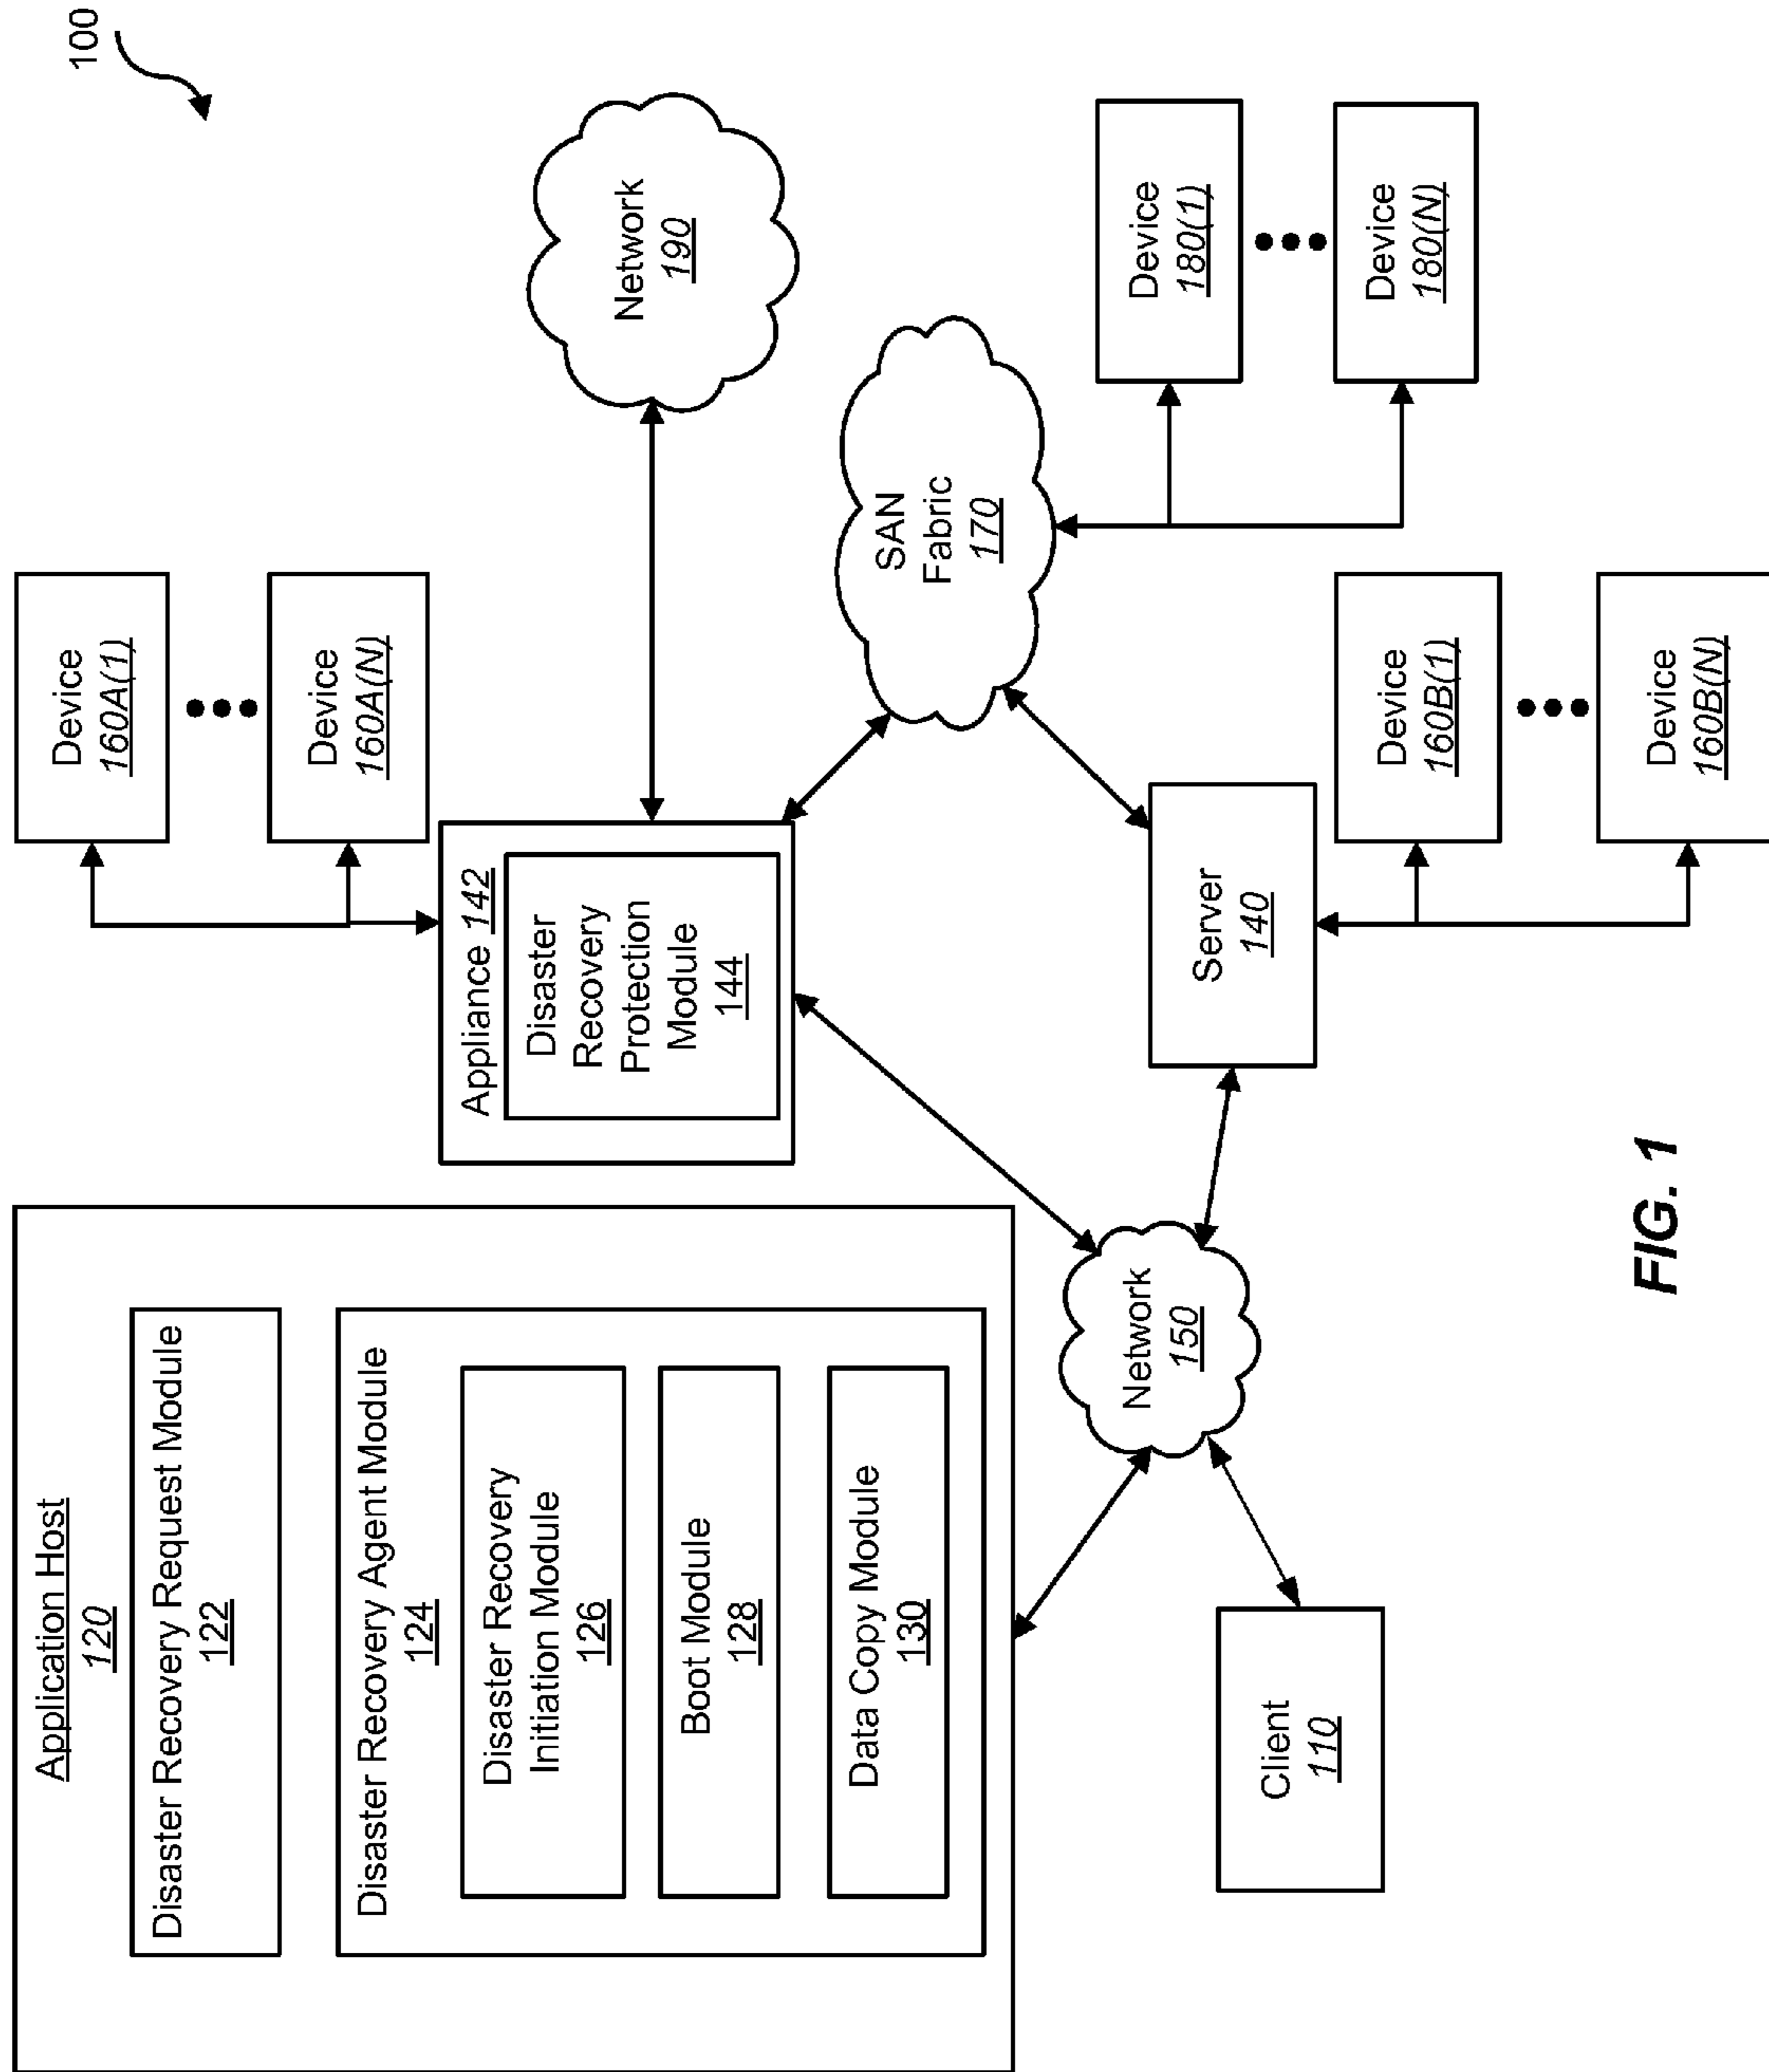 100
Application Host
120
Disaster Recovery Request Module
122
Disaster Recovery Agent Module
124
Disaster Recovery
Initiation Module
126
Boot Module
128
Data Copy Module
130
Appliance 142
Disaster
Recovery
Protection
Module
144
Device
160A(1)
Device
160A(N)
Network
190
SAN
Fabric
170
Device
180(1)
Device
180(N)
Client
110
Network
150
Server
140
Device
160B(1)
Device
160B(N)
FIG. 1